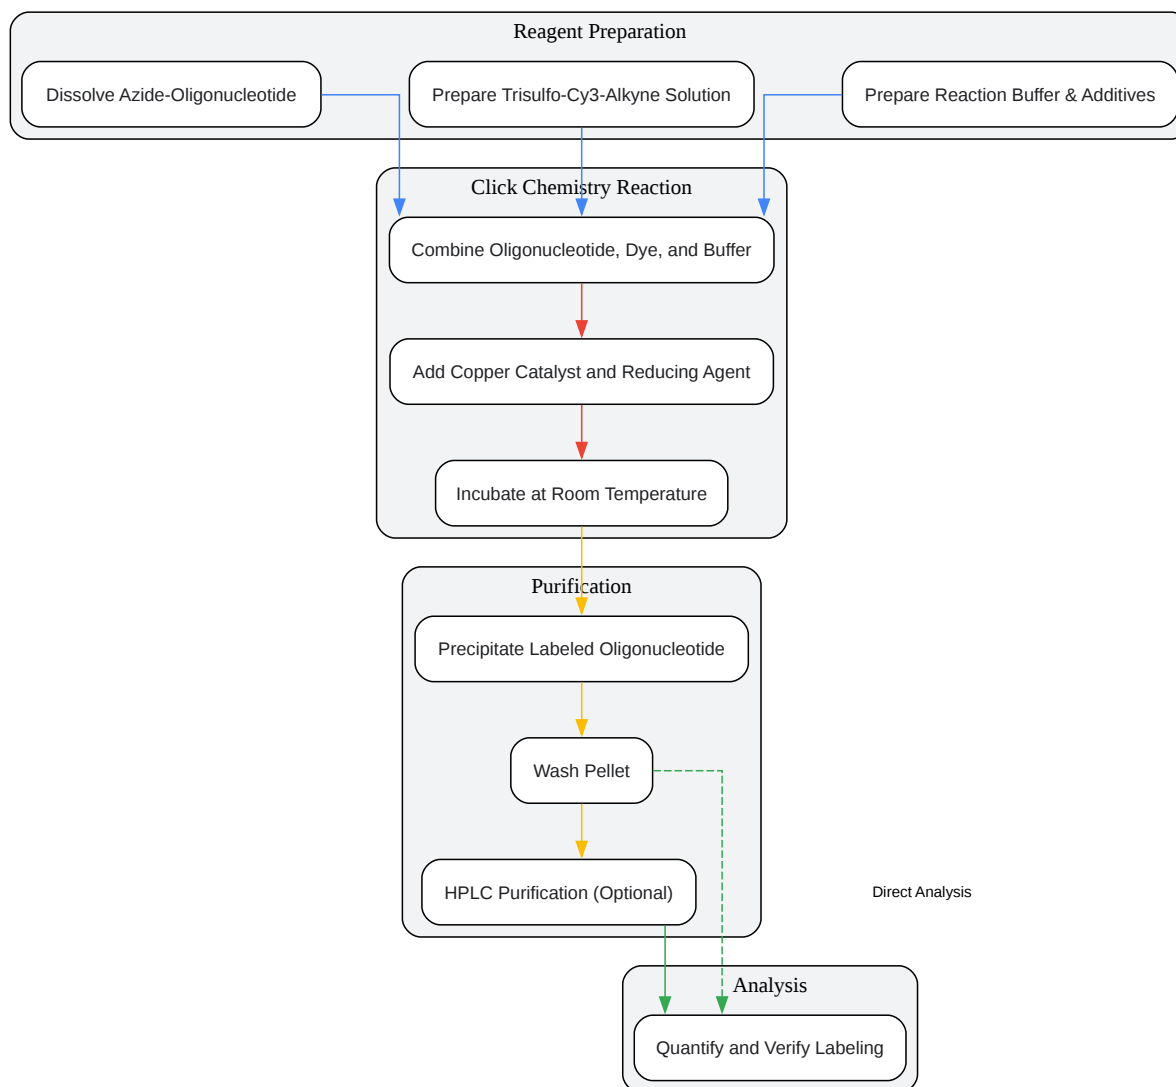 Reagent Preparation
Dissolve Azide-Oligonucleotide
Prepare Trisulfo-Cy3-Alkyne Solution
Prepare Reaction Buffer & Additives
Click Chemistry Reaction
Combine Oligonucleotide, Dye, and Buffer
Add Copper Catalyst and Reducing Agent
Incubate at Room Temperature
Purification
Precipitate Labeled Oligonucleotide
Wash Pellet
HPLC Purification (Optional)
Direct Analysis
Analysis
Quantify and Verify Labeling